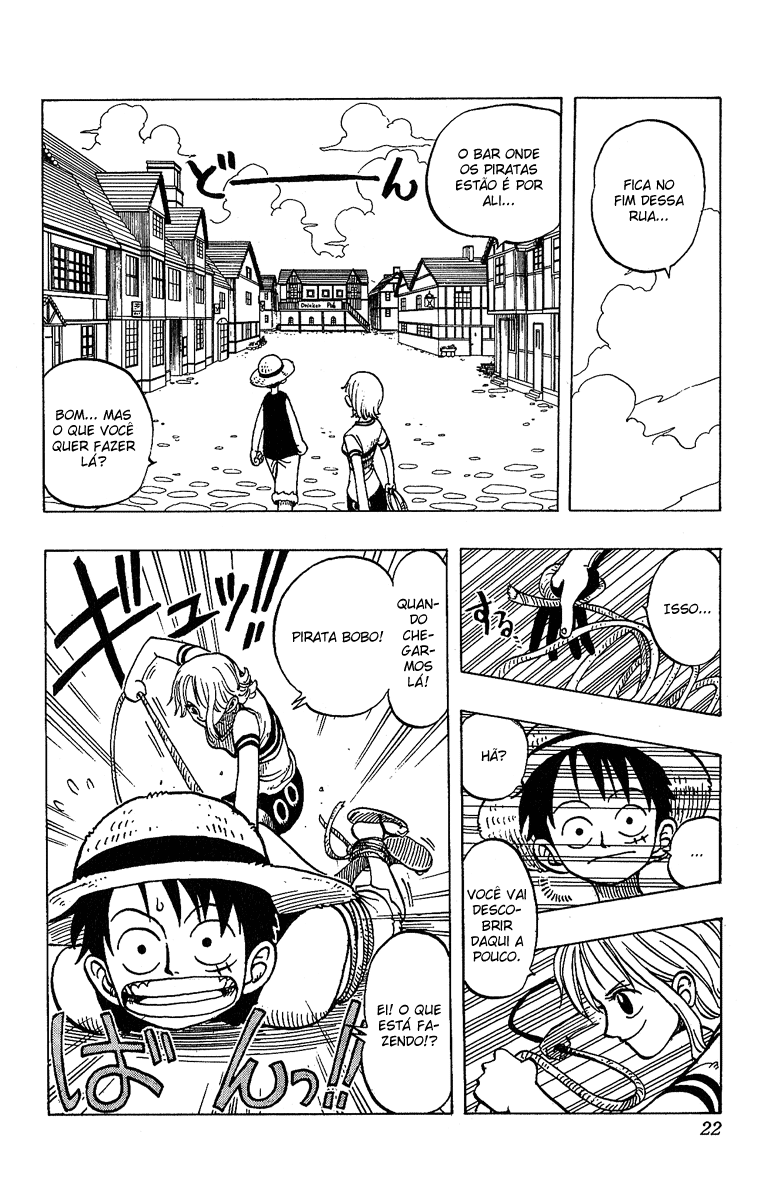 FICA NO
FIM DESSA
RUA...
O BAR ONDE
OS PIRATAS
ESTÃO É POR
ALI...
どーん
Drinker Pub
BOM... MAS
O QUE VOCÊ
QUER FAZER
LÁ?
ISSO...
する..
HÃ?
...
VOCÊ VAI
DESCO-
BRIR
DAQUI A
POUCO.
QUAN-
DO
CHE-
GAR-
MOS
LÁ!
PIRATA BOBO!
ギュッ!!
EI! O QUE
ESTÁ FA-
ZENDO!?
ばんっ!!
22